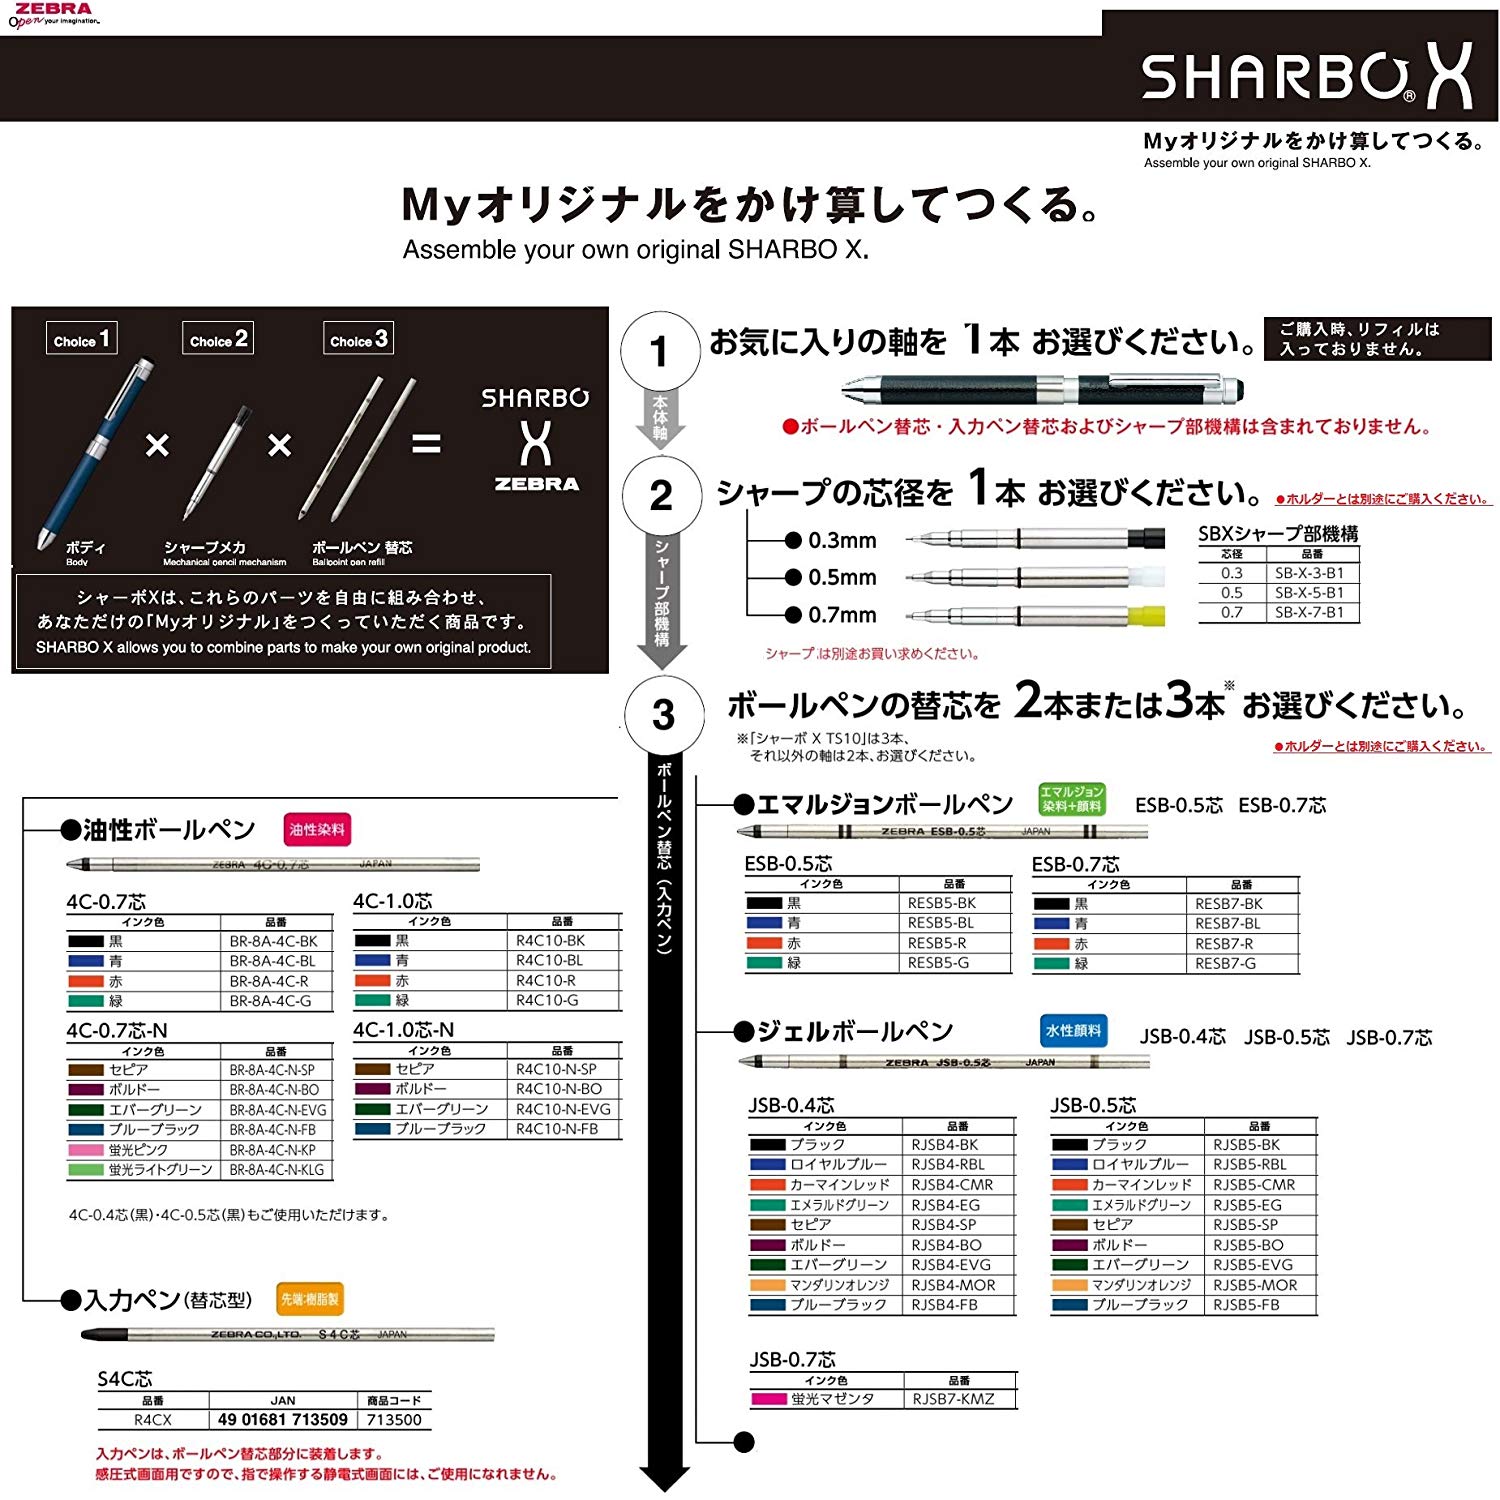 ZEBRA
Open your imagination.
SHARBO X®
Myオリジナルをかけ算してつくる。
Assemble your own original SHARBO X.
Myオリジナルをかけ算してつくる。
Assemble your own original SHARBO X.
Choice 1
Choice 2
Choice 3
× × =
SHARBO
X
ZEBRA
ボディ
Body
シャープメカ
Mechanical pencil mechanism
ボールペン 替芯
Ballpoint pen refill
シャーボXは、これらのパーツを自由に組み合わせ、
あなただけの「Myオリジナル」をつくっていただく商品です。
SHARBO X allows you to combine parts to make your own original product.
1
本体軸
お気に入りの軸を 1本 お選びください。
ご購入時、リフィルは
入っておりません。
●ボールペン替芯・入力ペン替芯およびシャープ部機構は含まれておりません。
2
シャープ部機構
シャープの芯径を 1本 お選びください。
●ホルダーとは別途にご購入ください。
0.3mm
0.5mm
0.7mm
シャープ.は別途お買い求めください。
SBXシャープ部機構
芯径 品番
0.3 SB-X-3-B1
0.5 SB-X-5-B1
0.7 SB-X-7-B1
3
ボールペン替芯(入力ペン)
ボールペンの替芯を 2本または3本※ お選びください。
※「シャーボ X TS10」は3本、
それ以外の軸は2本、お選びください。
●ホルダーとは別途にご購入ください。
●油性ボールペン 油性染料
ZEBRA 4C-0.7芯 JAPAN
4C-0.7芯
インク色 品番
黒 BR-8A-4C-BK
青 BR-8A-4C-BL
赤 BR-8A-4C-R
緑 BR-8A-4C-G
4C-1.0芯
インク色 品番
黒 R4C10-BK
青 R4C10-BL
赤 R4C10-R
緑 R4C10-G
4C-0.7芯-N
インク色 品番
セピア BR-8A-4C-N-SP
ボルドー BR-8A-4C-N-BO
エバーグリーン BR-8A-4C-N-EVG
ブルーブラック BR-8A-4C-N-FB
蛍光ピンク BR-8A-4C-N-KP
蛍光ライトグリーン BR-8A-4C-N-KLG
4C-1.0芯-N
インク色 品番
セピア R4C10-N-SP
ボルドー R4C10-N-BO
エバーグリーン R4C10-N-EVG
ブルーブラック R4C10-N-FB
4C-0.4芯(黒)・4C-0.5芯(黒)もご使用いただけます。
●入力ペン(替芯型) 先端:樹脂製
ZEBRA CO.,LTD. S4C芯 JAPAN
S4C芯
品番 JAN 商品コード
R4CX 49 01681 713509 713500
入力ペンは、ボールペン替芯部分に装着します。
感圧式画面用ですので、指で操作する静電式画面には、ご使用になれません。
●エマルジョンボールペン エマルジョン
染料+顔料
ESB-0.5芯 ESB-0.7芯
ZEBRA ESB-0.5芯 JAPAN
ESB-0.5芯
インク色 品番
黒 RESB5-BK
青 RESB5-BL
赤 RESB5-R
緑 RESB5-G
ESB-0.7芯
インク色 品番
黒 RESB7-BK
青 RESB7-BL
赤 RESB7-R
緑 RESB7-G
●ジェルボールペン 水性顔料 JSB-0.4芯 JSB-0.5芯 JSB-0.7芯
ZEBRA JSB-0.5芯 JAPAN
JSB-0.4芯
インク色 品番
ブラック RJSB4-BK
ロイヤルブルー RJSB4-RBL
カーマインレッド RJSB4-CMR
エメラルドグリーン RJSB4-EG
セピア RJSB4-SP
ボルドー RJSB4-BO
エバーグリーン RJSB4-EVG
マンダリンオレンジ RJSB4-MOR
ブルーブラック RJSB4-FB
JSB-0.5芯
インク色 品番
ブラック RJSB5-BK
ロイヤルブルー RJSB5-RBL
カーマインレッド RJSB5-CMR
エメラルドグリーン RJSB5-EG
セピア RJSB5-SP
ボルドー RJSB5-BO
エバーグリーン RJSB5-EVG
マンダリンオレンジ RJSB5-MOR
ブルーブラック RJSB5-FB
JSB-0.7芯
インク色 品番
蛍光マゼンタ RJSB7-KMZ